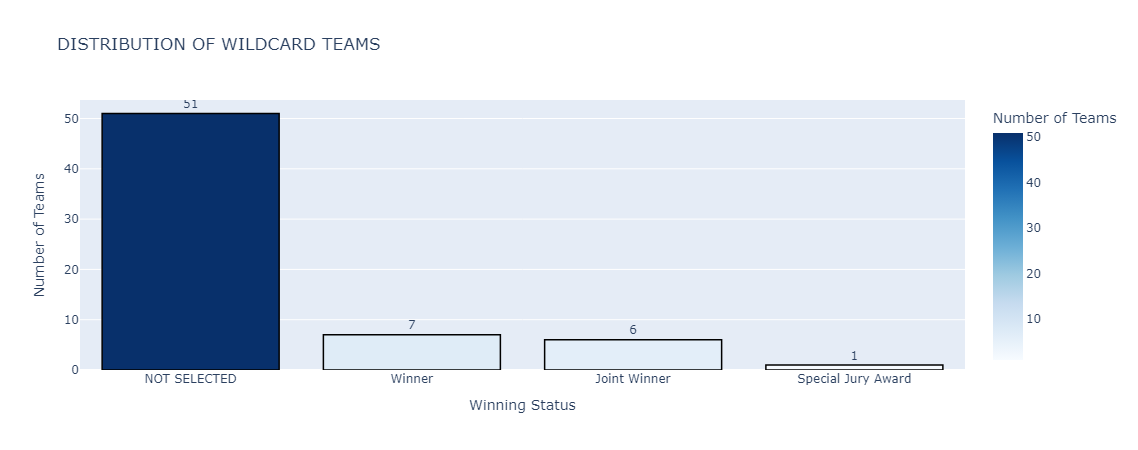 DISTRIBUTION OF WILDCARD TEAMS
Number of Teams
50
40
30
20
10
0
51
7
6
1
NOT SELECTED
Winner
Joint Winner
Special Jury Award
Winning Status
Number of Teams
50
40
30
20
10